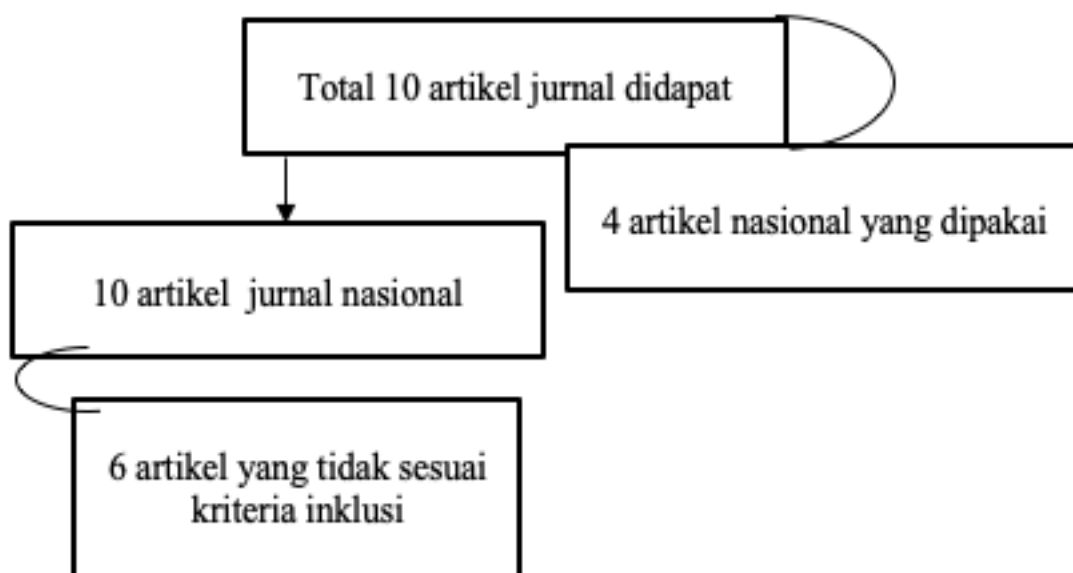 Total 10 artikel jurnal didapat
4 artikel nasional yang dipakai
10 artikel jurnal nasional
6 artikel yang tidak sesuai
kriteria inklusi